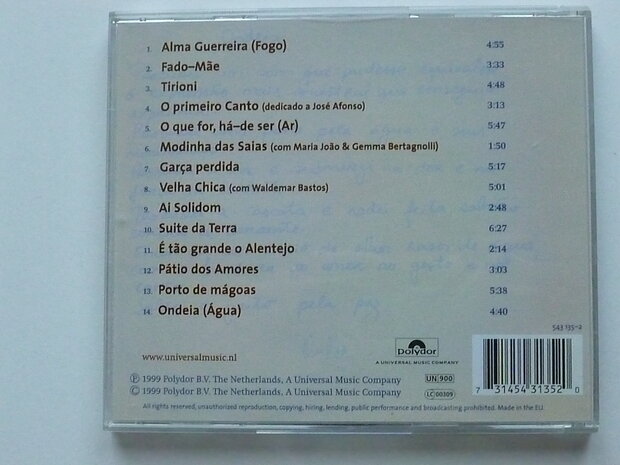 1. Alma Guerreira (Fogo) 4:55
2. Fado–Mãe 3:33
3. Tirioni 4:48
4. O primeiro Canto (dedicado a José Afonso) 3:13
5. O que for, há–de ser (Ar) 5:47
6. Modinha das Saias (com Maria João & Gemma Bertagnolli) 1:50
7. Garça perdida 5:17
8. Velha Chica (com Waldemar Bastos) 5:01
9. Ai Solidom 2:48
10. Suite da Terra 6:27
11. É tão grande o Alentejo 2:14
12. Pátio dos Amores 3:03
13. Porto de mágoas 5:38
14. Ondeia (Água) 4:40
543 135-2
www.universalmusic.nl
Polydor
A UNIVERSAL MUSIC COMPANY
℗ 1999 Polydor B.V. The Netherlands, A Universal Music Company
© 1999 Polydor B.V. The Netherlands, A Universal Music Company
UN 900
LC 00309
7 31454 31352 0
All rights reserved, unauthorized reproduction, copying, hiring, lending, public performance and broadcasting prohibited. Made in the EU.